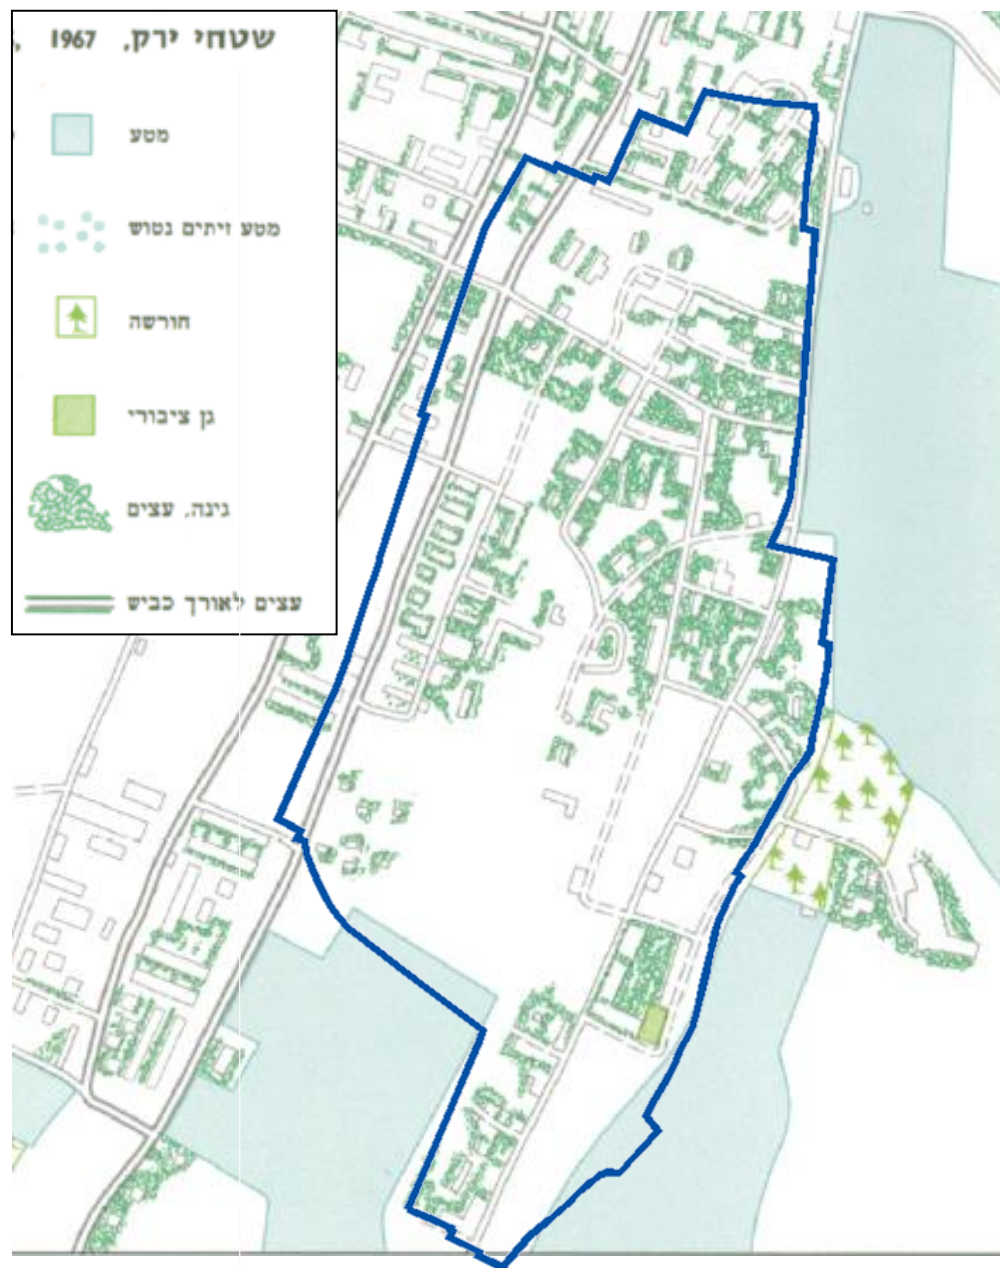 שטחי ירק, 1967
מטע
מטע זיתים נטוש
חורשה
גן ציבורי
גינה, עצים
עצים לאורך כביש